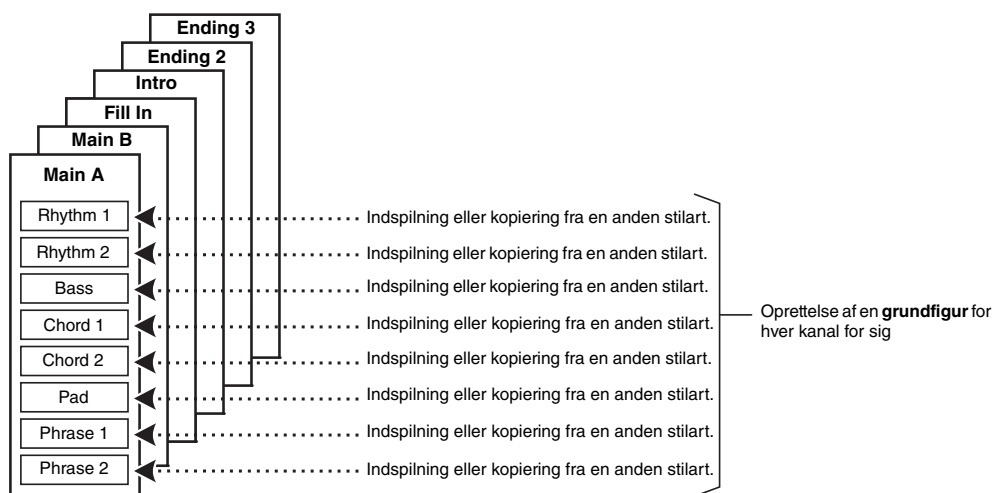 Ending 3
Ending 2
Intro
Fill In
Main B
Main A
Rhythm 1 Indspilning eller kopiering fra en anden stilart.
Rhythm 2 Indspilning eller kopiering fra en anden stilart.
Bass Indspilning eller kopiering fra en anden stilart.
Chord 1 Indspilning eller kopiering fra en anden stilart.
Chord 2 Indspilning eller kopiering fra en anden stilart.
Pad Indspilning eller kopiering fra en anden stilart.
Phrase 1 Indspilning eller kopiering fra en anden stilart.
Phrase 2 Indspilning eller kopiering fra en anden stilart.
Oprettelse af en grundfigur for
hver kanal for sig